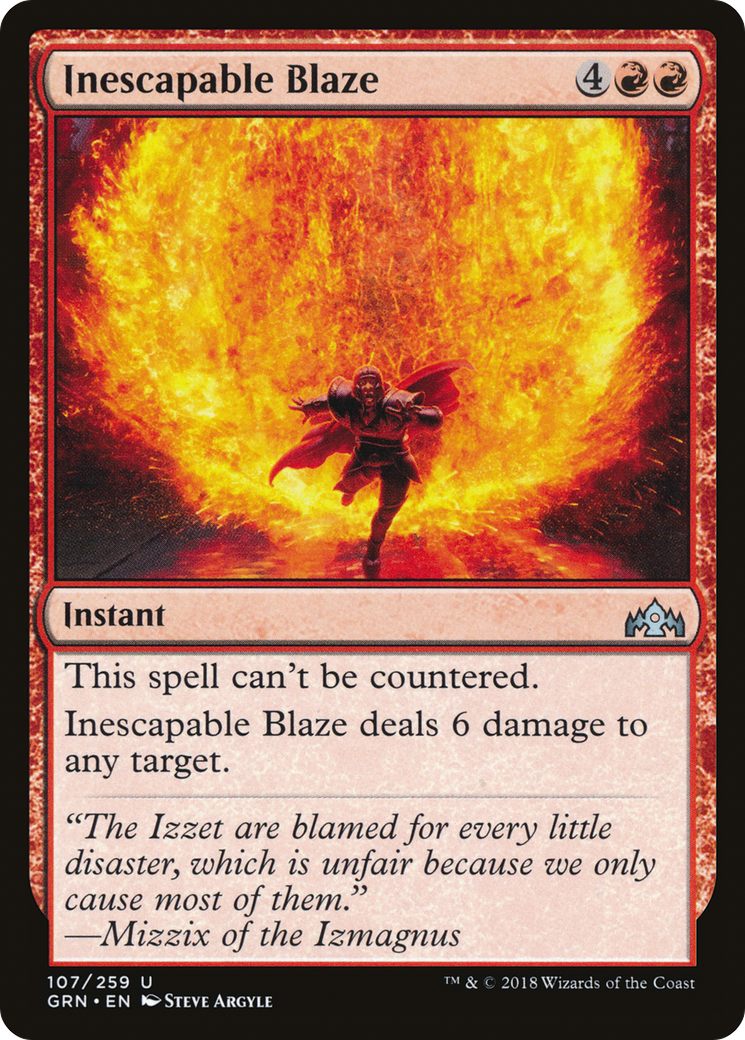 Inescapable Blaze 4
Instant
This spell can't be countered.
Inescapable Blaze deals 6 damage to
any target.
“The Izzet are blamed for every little
disaster, which is unfair because we only
cause most of them.”
—Mizzix of the Izmagnus
107/259 U
GRN • EN Steve Argyle
™ & © 2018 Wizards of the Coast